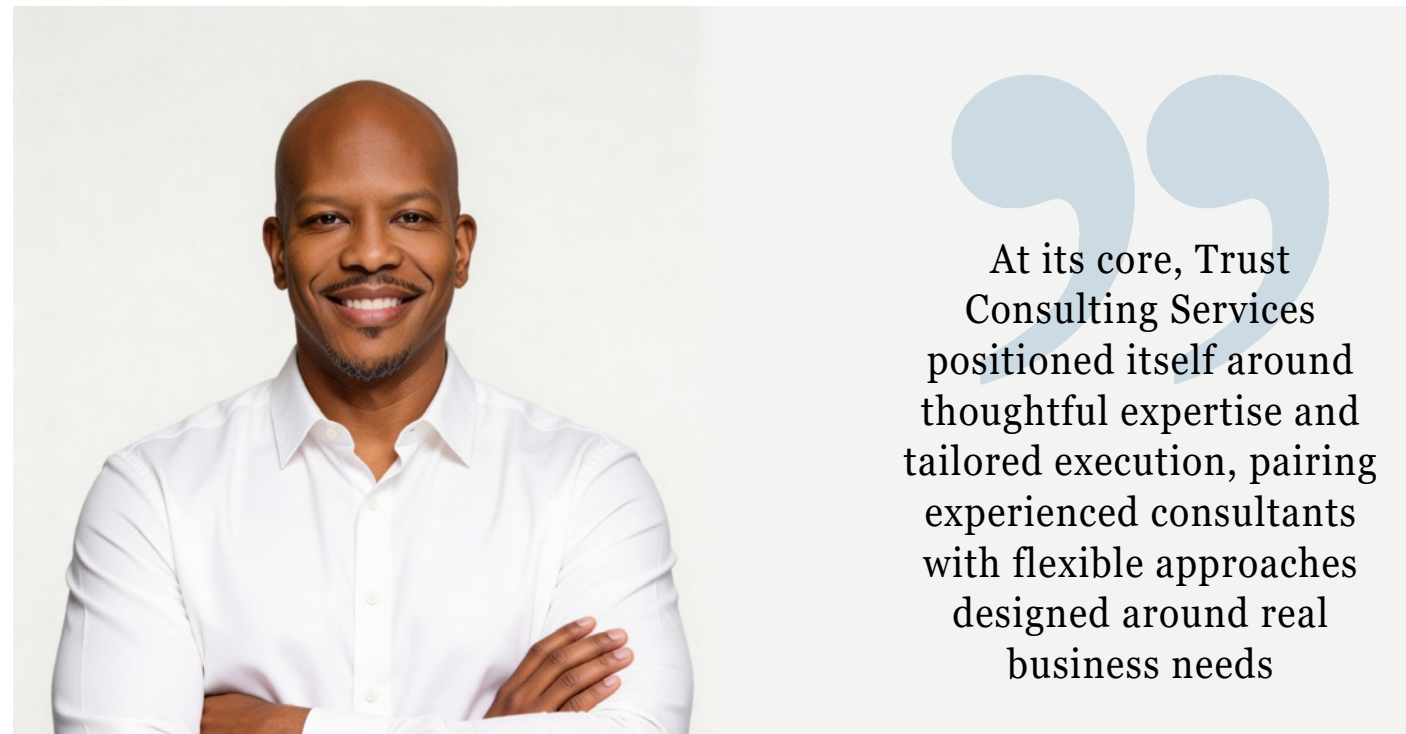 At its core, Trust
Consulting Services
positioned itself around
thoughtful expertise and
tailored execution, pairing
experienced consultants
with flexible approaches
designed around real
business needs